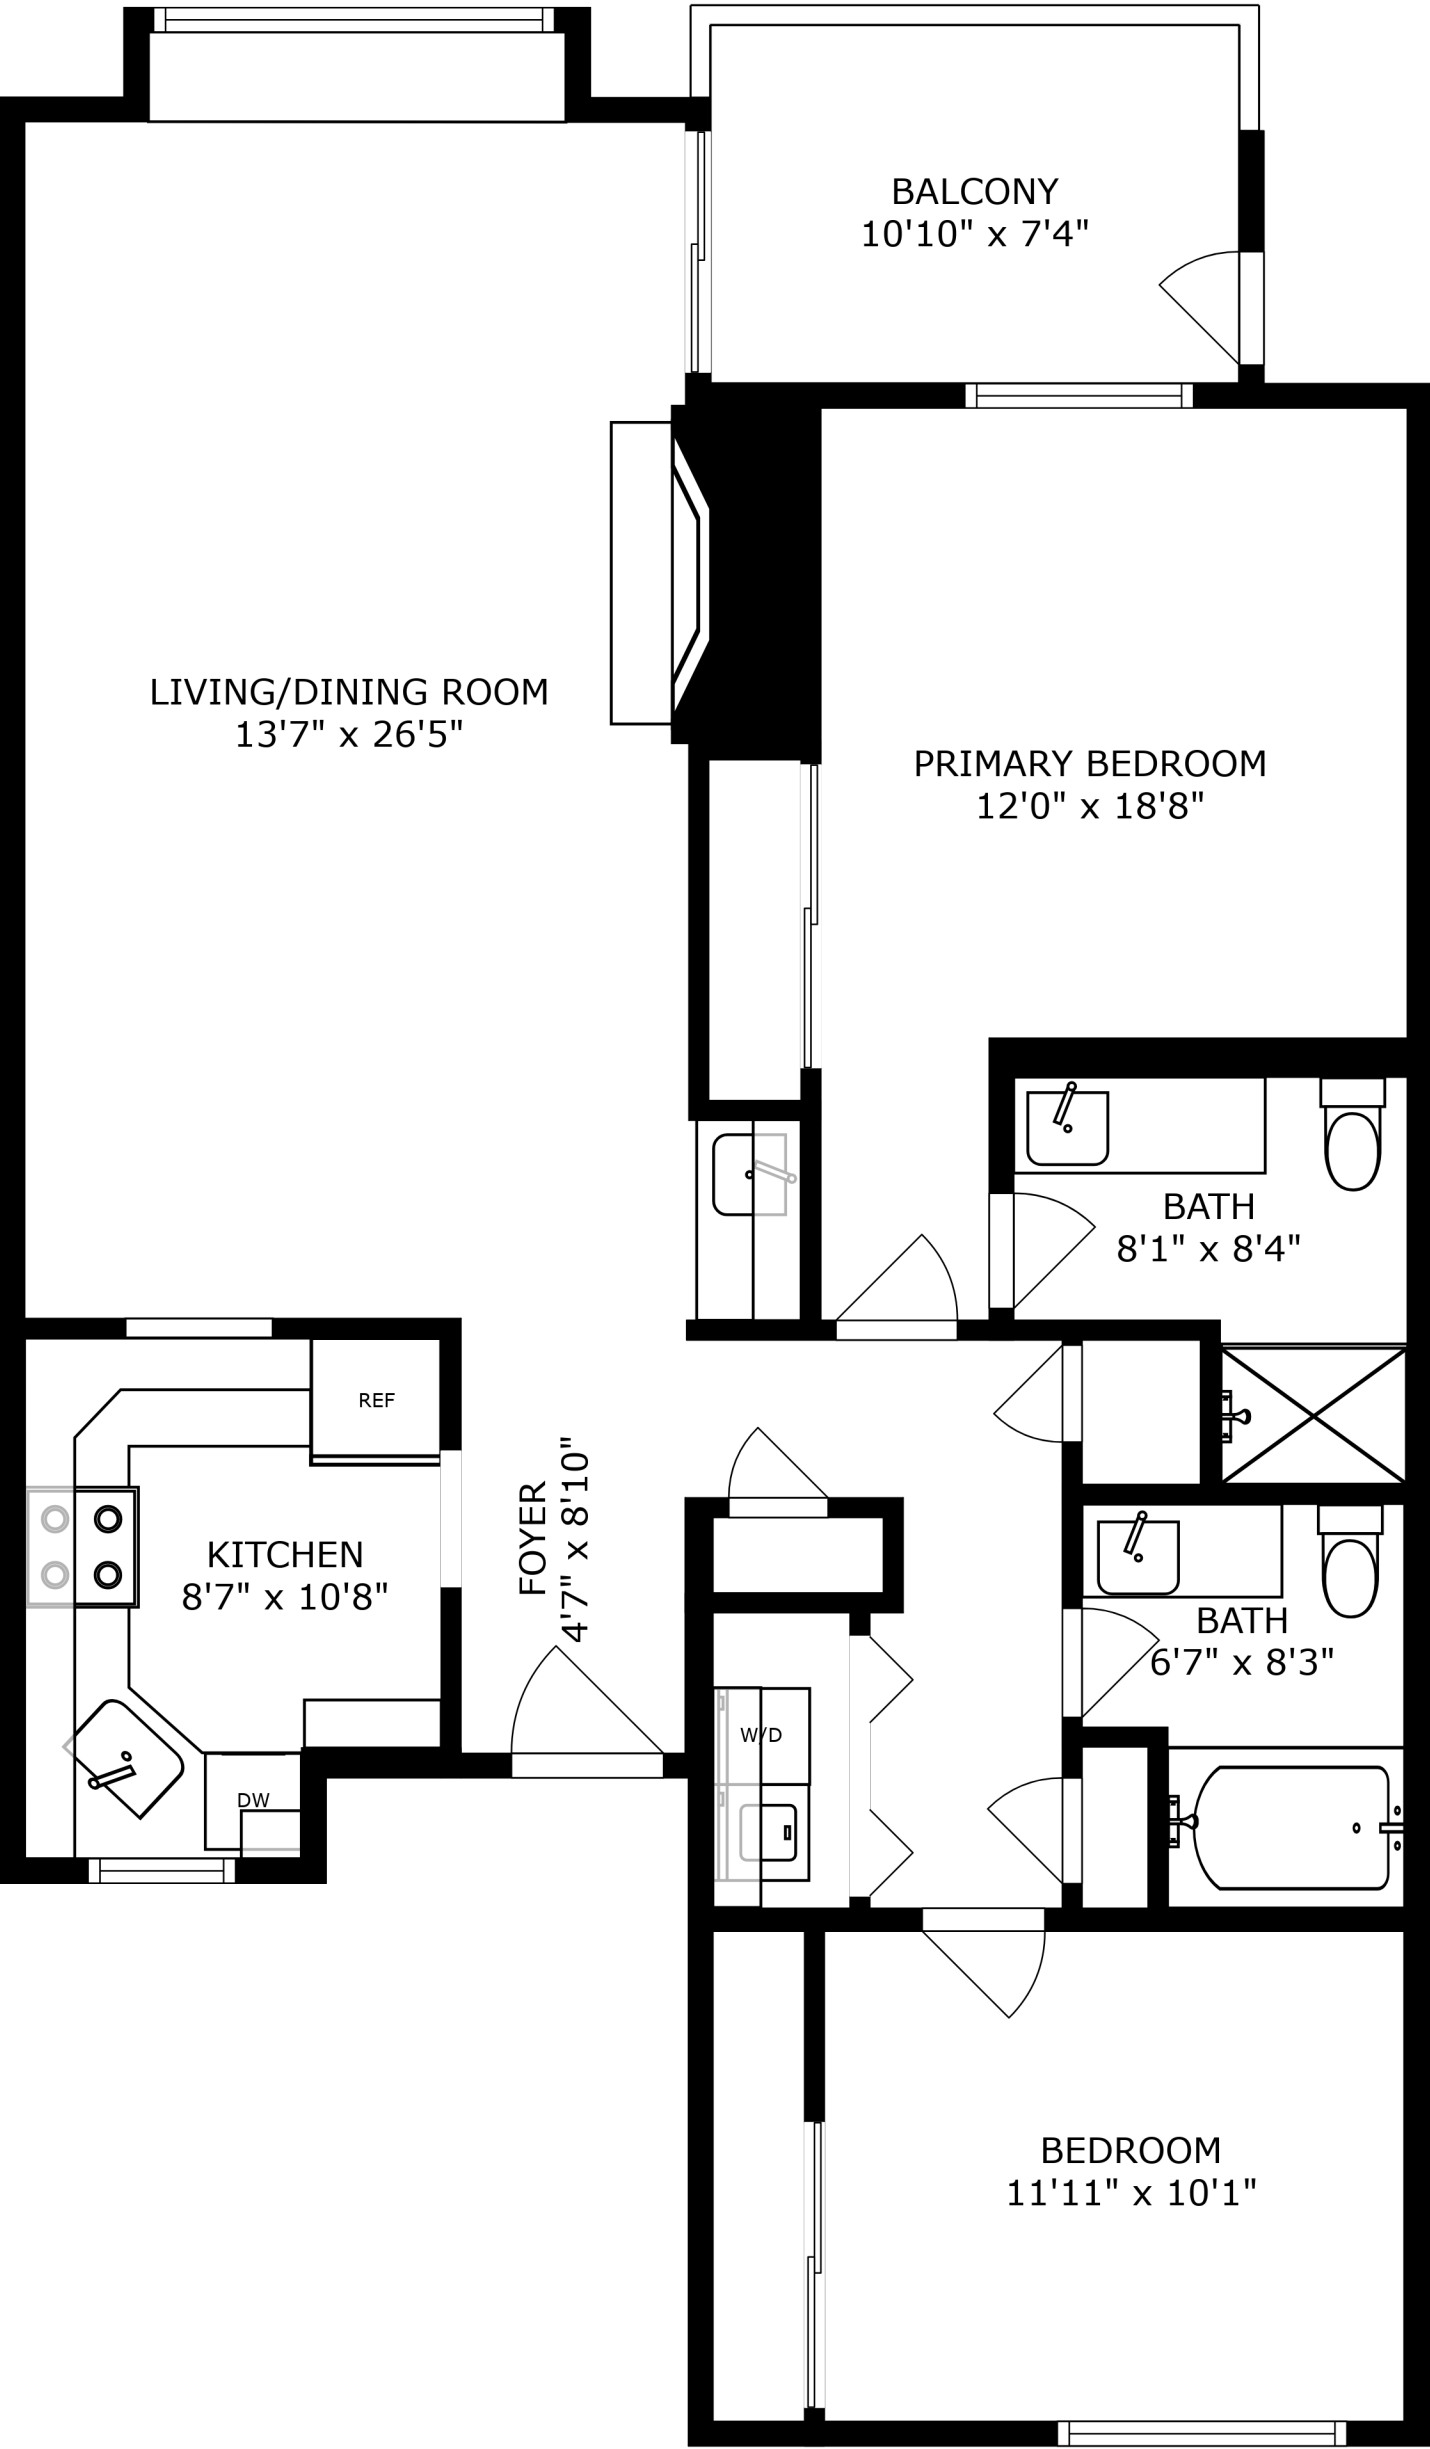 BALCONY
10'10" x 7'4"
LIVING/DINING ROOM
13'7" x 26'5"
PRIMARY BEDROOM
12'0" x 18'8"
BATH
8'1" x 8'4"
REF
KITCHEN
8'7" x 10'8"
FOYER
4'7" x 8'10"
BATH
6'7" x 8'3"
W/D
DW
BEDROOM
11'11" x 10'1"